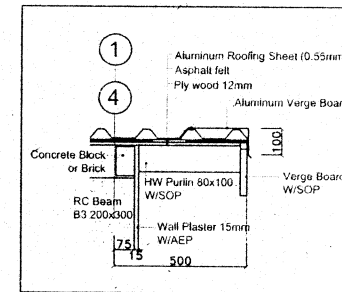 1
4
Aluminum Roofing Sheet (0.55mm
Asphalt felt
Ply wood 12mm
Aluminum Verge Boar
100
Concrete Block
or Brick
HW Purlin 80x100
W/SOP
Verge Board
W/SOP
RC Beam
B3 200x300
Wall Plaster 15mm
W/AEP
75
15
500